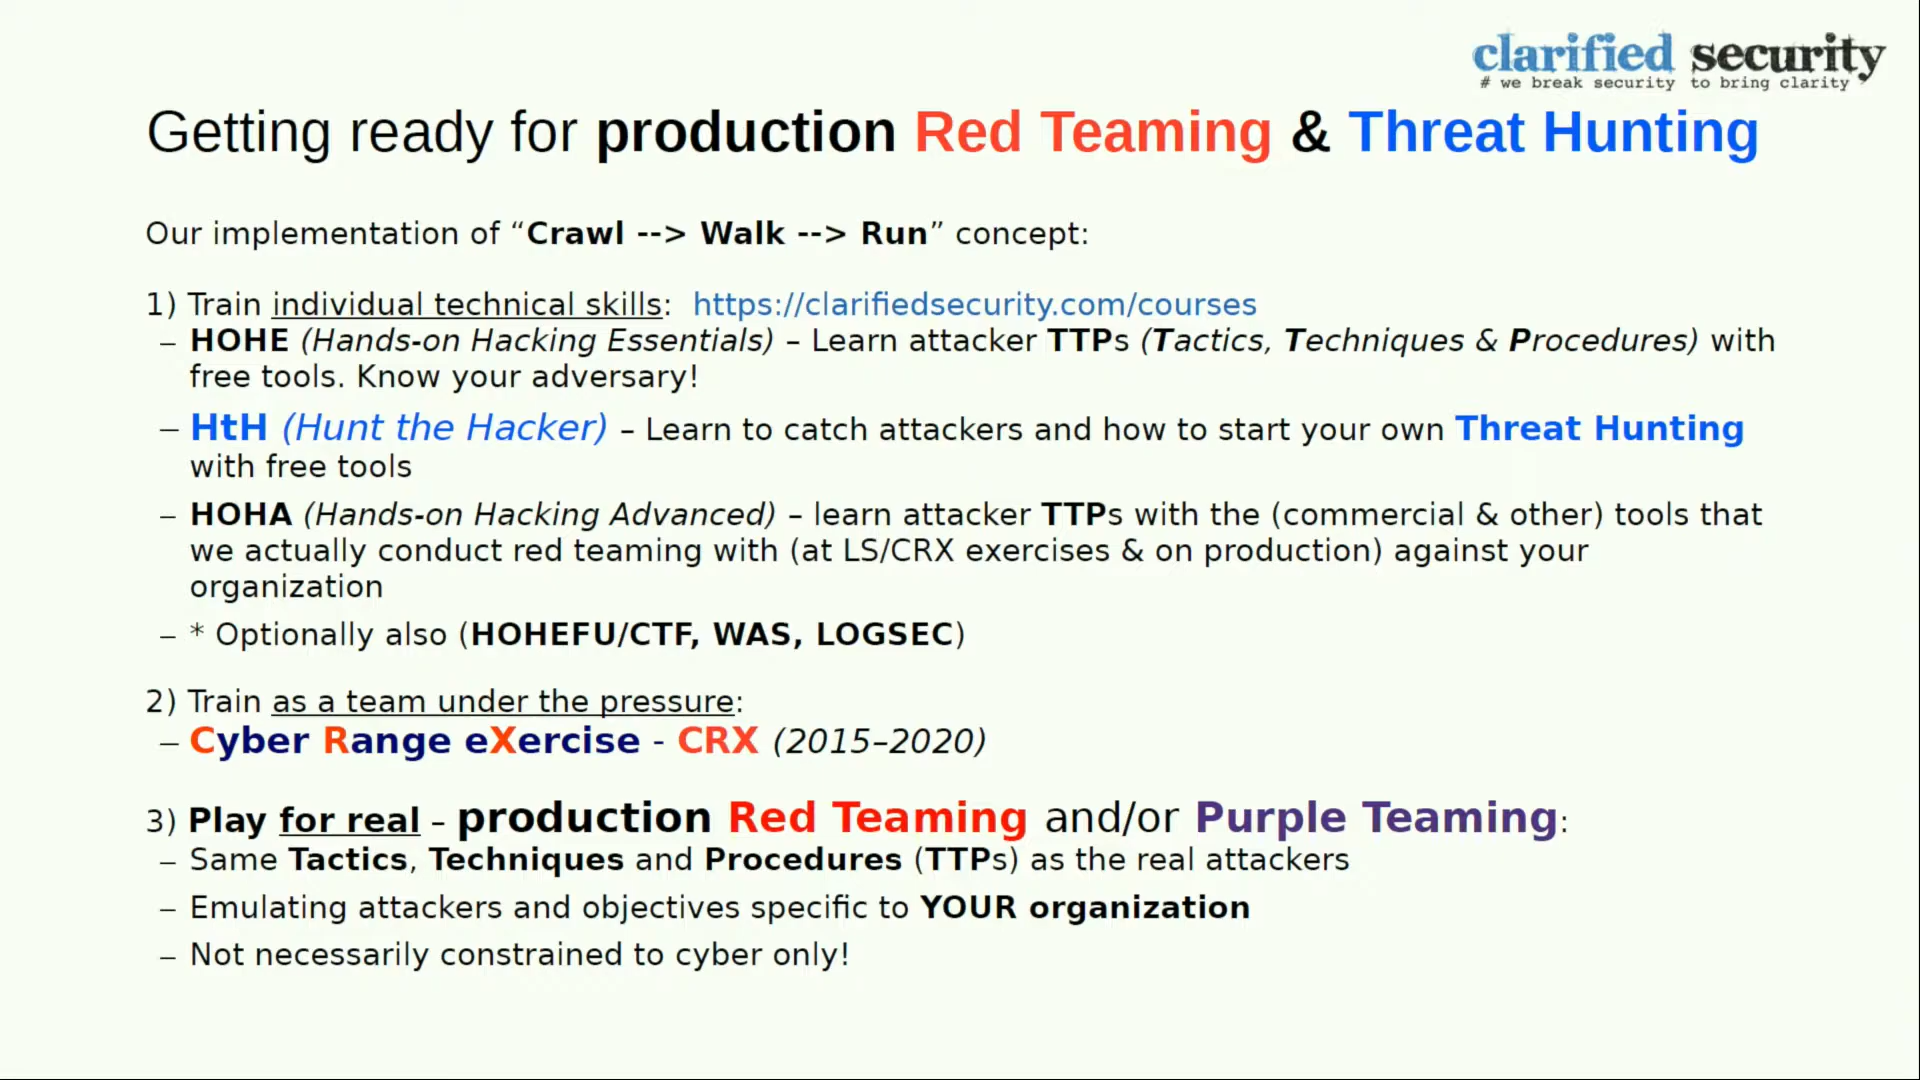 clarified security
# we break security to bring clarity
Getting ready for production Red Teaming & Threat Hunting
Our implementation of “Crawl --> Walk --> Run” concept:
1) Train individual technical skills: https://clarifiedsecurity.com/courses
– HOHE (Hands-on Hacking Essentials) – Learn attacker TTPs (Tactics, Techniques & Procedures) with
free tools. Know your adversary!
– HtH (Hunt the Hacker) – Learn to catch attackers and how to start your own Threat Hunting
with free tools
– HOHA (Hands-on Hacking Advanced) – learn attacker TTPs with the (commercial & other) tools that
we actually conduct red teaming with (at LS/CRX exercises & on production) against your
organization
– * Optionally also (HOHEFU/CTF, WAS, LOGSEC)
2) Train as a team under the pressure:
– Cyber Range eXercise - CRX (2015–2020)
3) Play for real – production Red Teaming and/or Purple Teaming:
– Same Tactics, Techniques and Procedures (TTPs) as the real attackers
– Emulating attackers and objectives specific to YOUR organization
– Not necessarily constrained to cyber only!